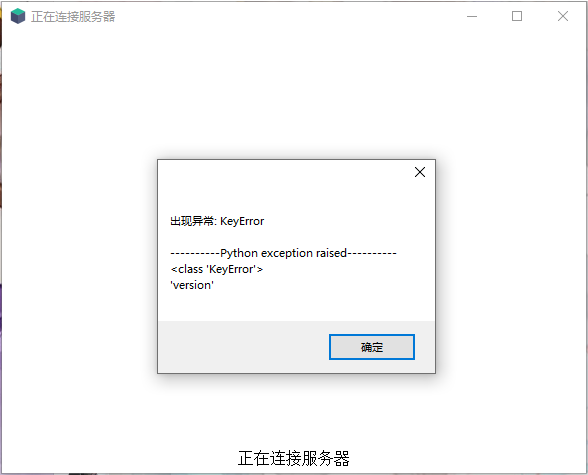 正在连接服务器
出现异常: KeyError
----------Python exception raised----------
<class 'KeyError'>
'version'
确定
正在连接服务器